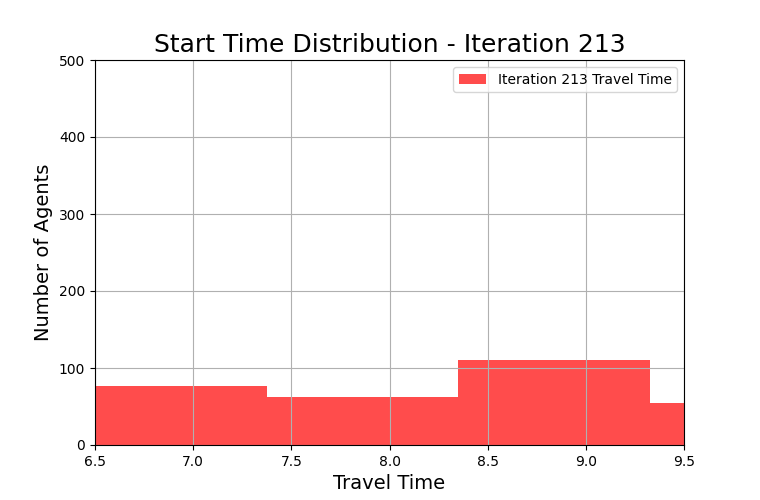 Start Time Distribution - Iteration 213
Iteration 213 Travel Time
500
400
300
200
100
0
Number of Agents
6.5 7.0 7.5 8.0 8.5 9.0 9.5
Travel Time